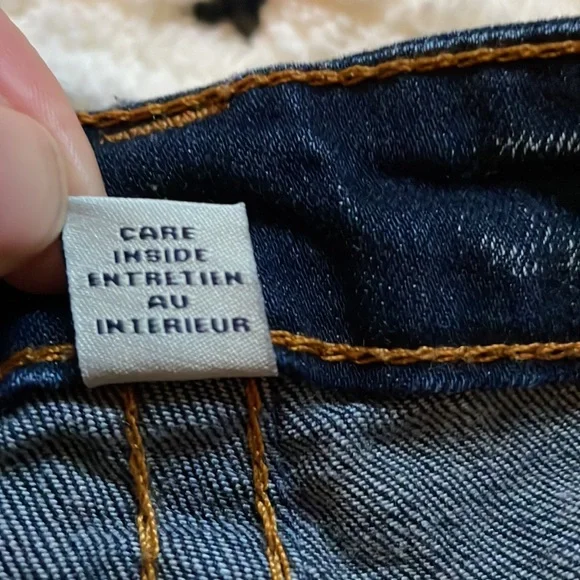 CARE
INSIDE
ENTRETIEN
AU
INTERIEUR